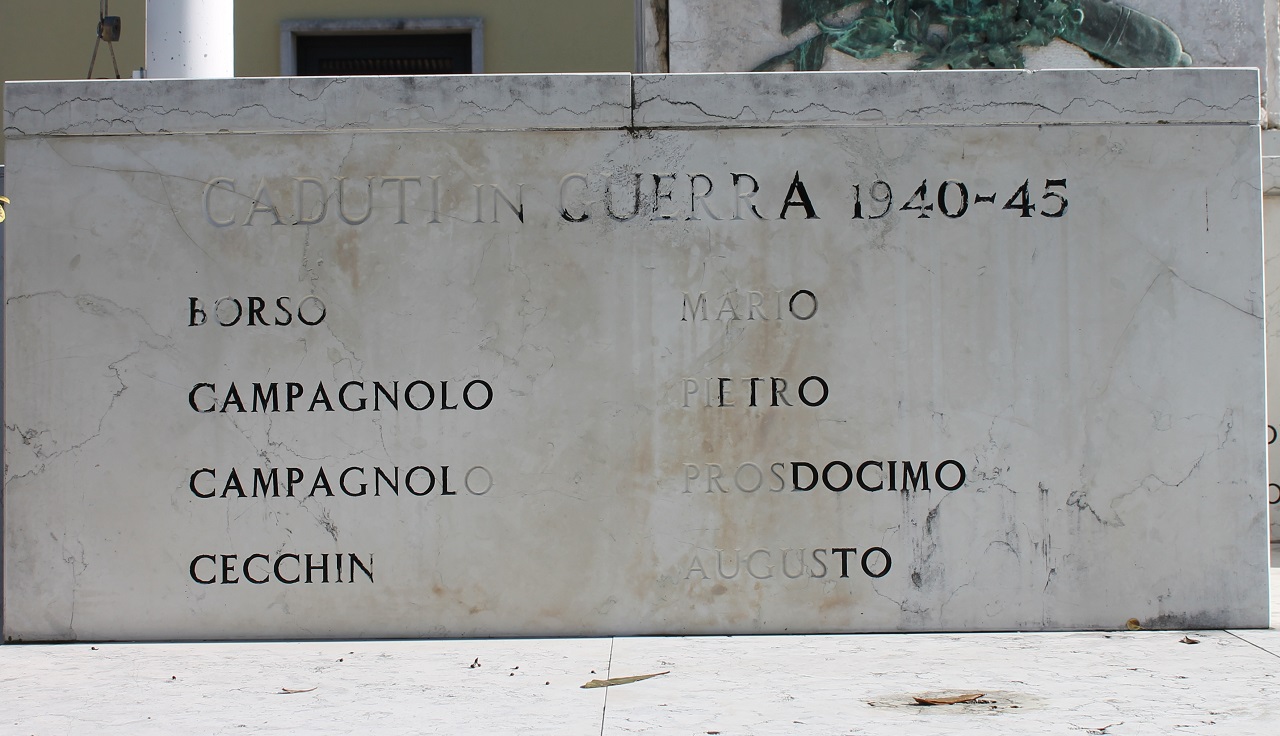 CADUTI IN GUERRA 1940-45
BORSO MARIO
CAMPAGNOLO PIETRO
CAMPAGNOLO PROSDOCIMO
CECCHIN AUGUSTO